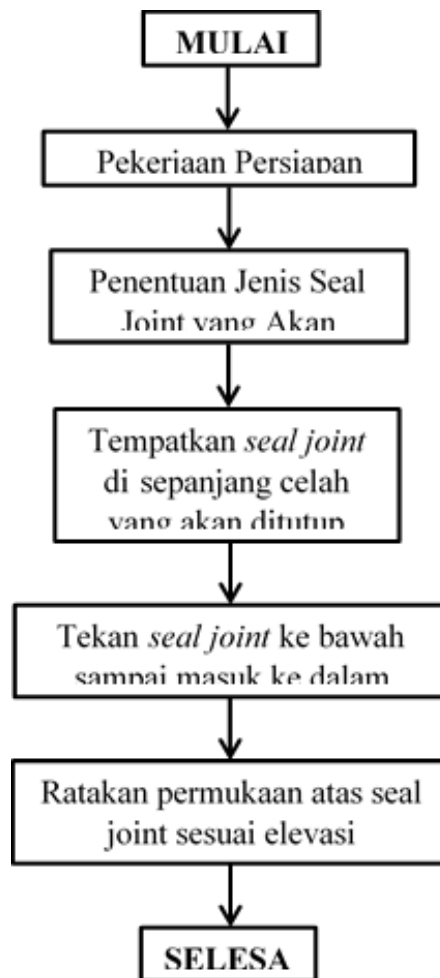 MULAI
Pekerjaan Persiapan
Penentuan Jenis Seal
Joint yang Akan
Tempatkan seal joint
di sepanjang celah
yang akan ditutup
Tekan seal joint ke bawah
sampai masuk ke dalam
Ratakan permukaan atas seal
joint sesuai elevasi
SELESA